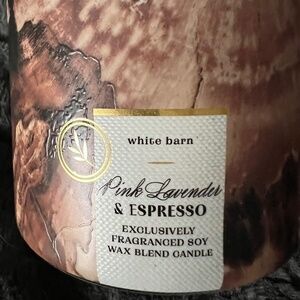 white barn
Pink Lavender
& ESPRESSO
EXCLUSIVELY
FRAGRANCED SOY
WAX BLEND CANDLE